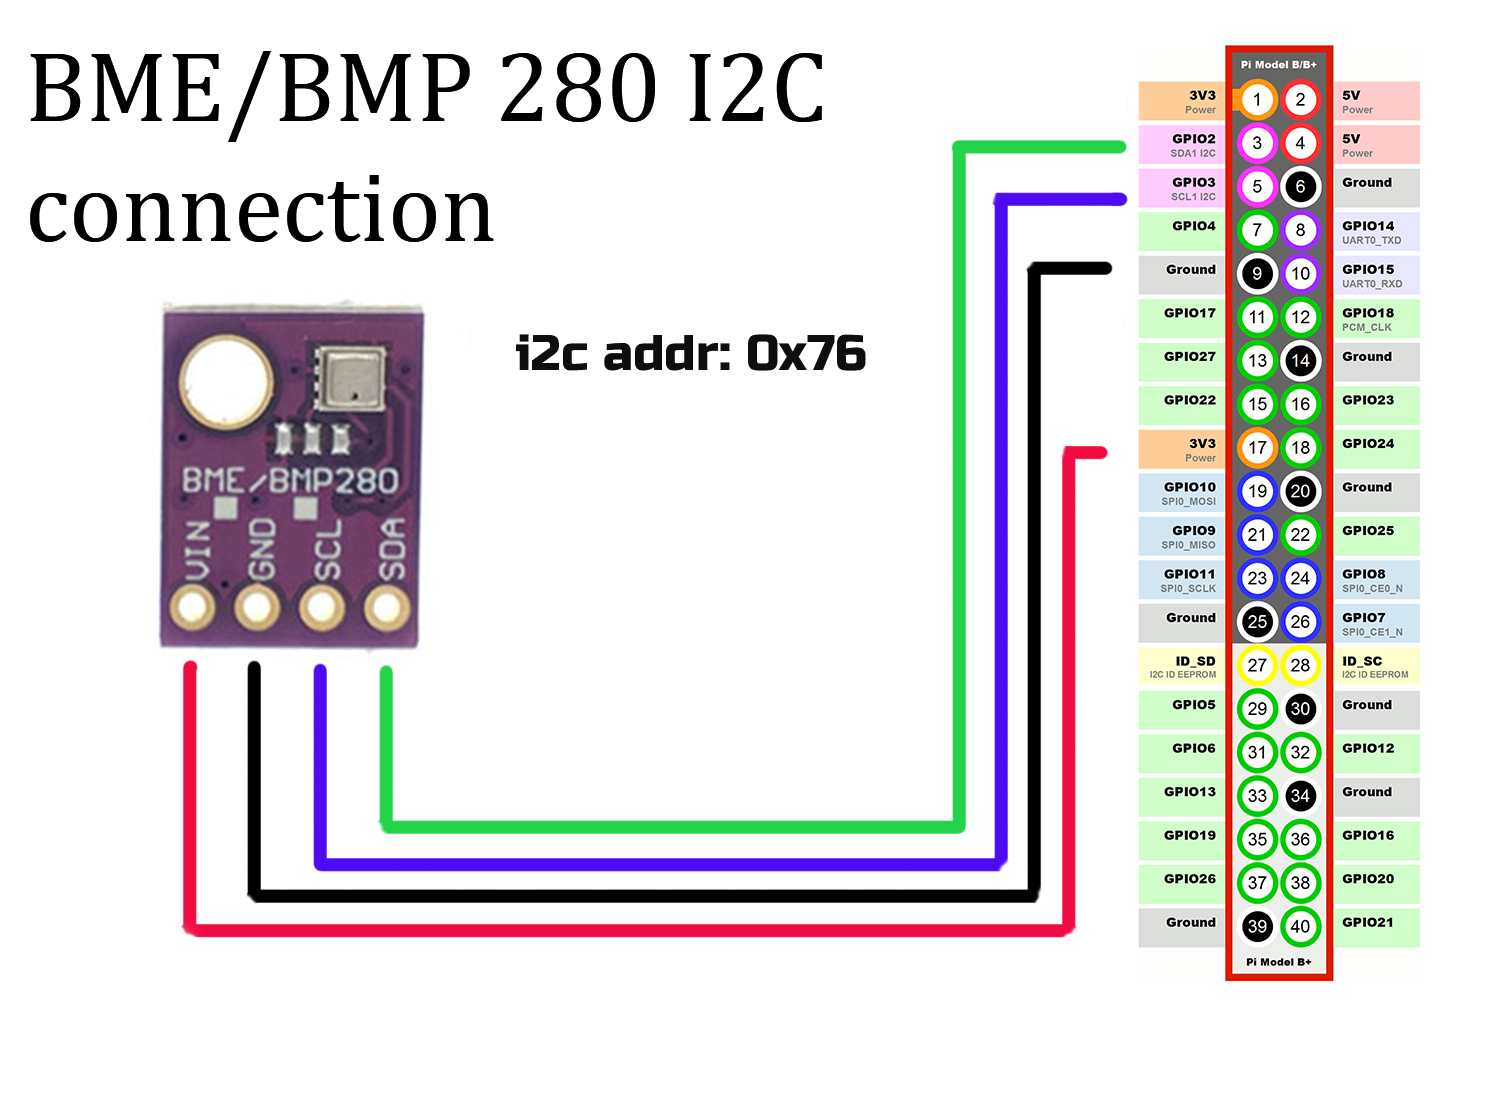 BME/BMP 280 I2C
connection
i2c addr: 0x76
BME/BMP280
VIN
GND
SCL
SDA
Pi Model B/B+
3V3
Power
1
2
5V
Power
GPIO2
SDA1 I2C
3
4
5V
Power
GPIO3
SCL1 I2C
5
6
Ground
GPIO4
7
8
GPIO14
UART0_TXD
Ground
9
10
GPIO15
UART0_RXD
GPIO17
11
12
GPIO18
PCM_CLK
GPIO27
13
14
Ground
GPIO22
15
16
GPIO23
3V3
Power
17
18
GPIO24
GPIO10
SPI0_MOSI
19
20
Ground
GPIO9
SPI0_MISO
21
22
GPIO25
GPIO11
SPI0_SCLK
23
24
GPIO8
SPI0_CE0_N
Ground
25
26
GPIO7
SPI0_CE1_N
ID_SD
I2C ID EEPROM
27
28
ID_SC
I2C ID EEPROM
GPIO5
29
30
Ground
GPIO6
31
32
GPIO12
GPIO13
33
34
Ground
GPIO19
35
36
GPIO16
GPIO26
37
38
GPIO20
Ground
39
40
GPIO21
Pi Model B+